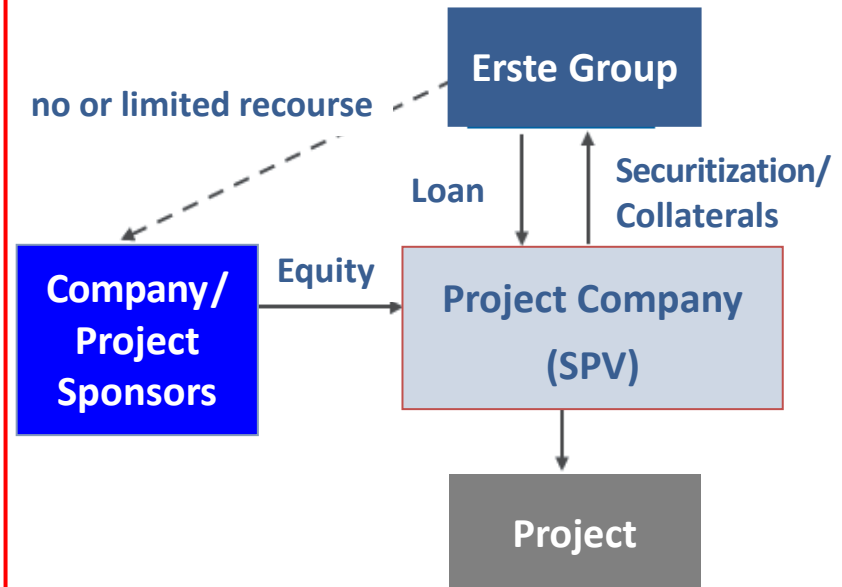 Erste Group
no or limited recourse
Loan
Securitization/
Collaterals
Equity
Company/
Project
Sponsors
Project Company
(SPV)
Project